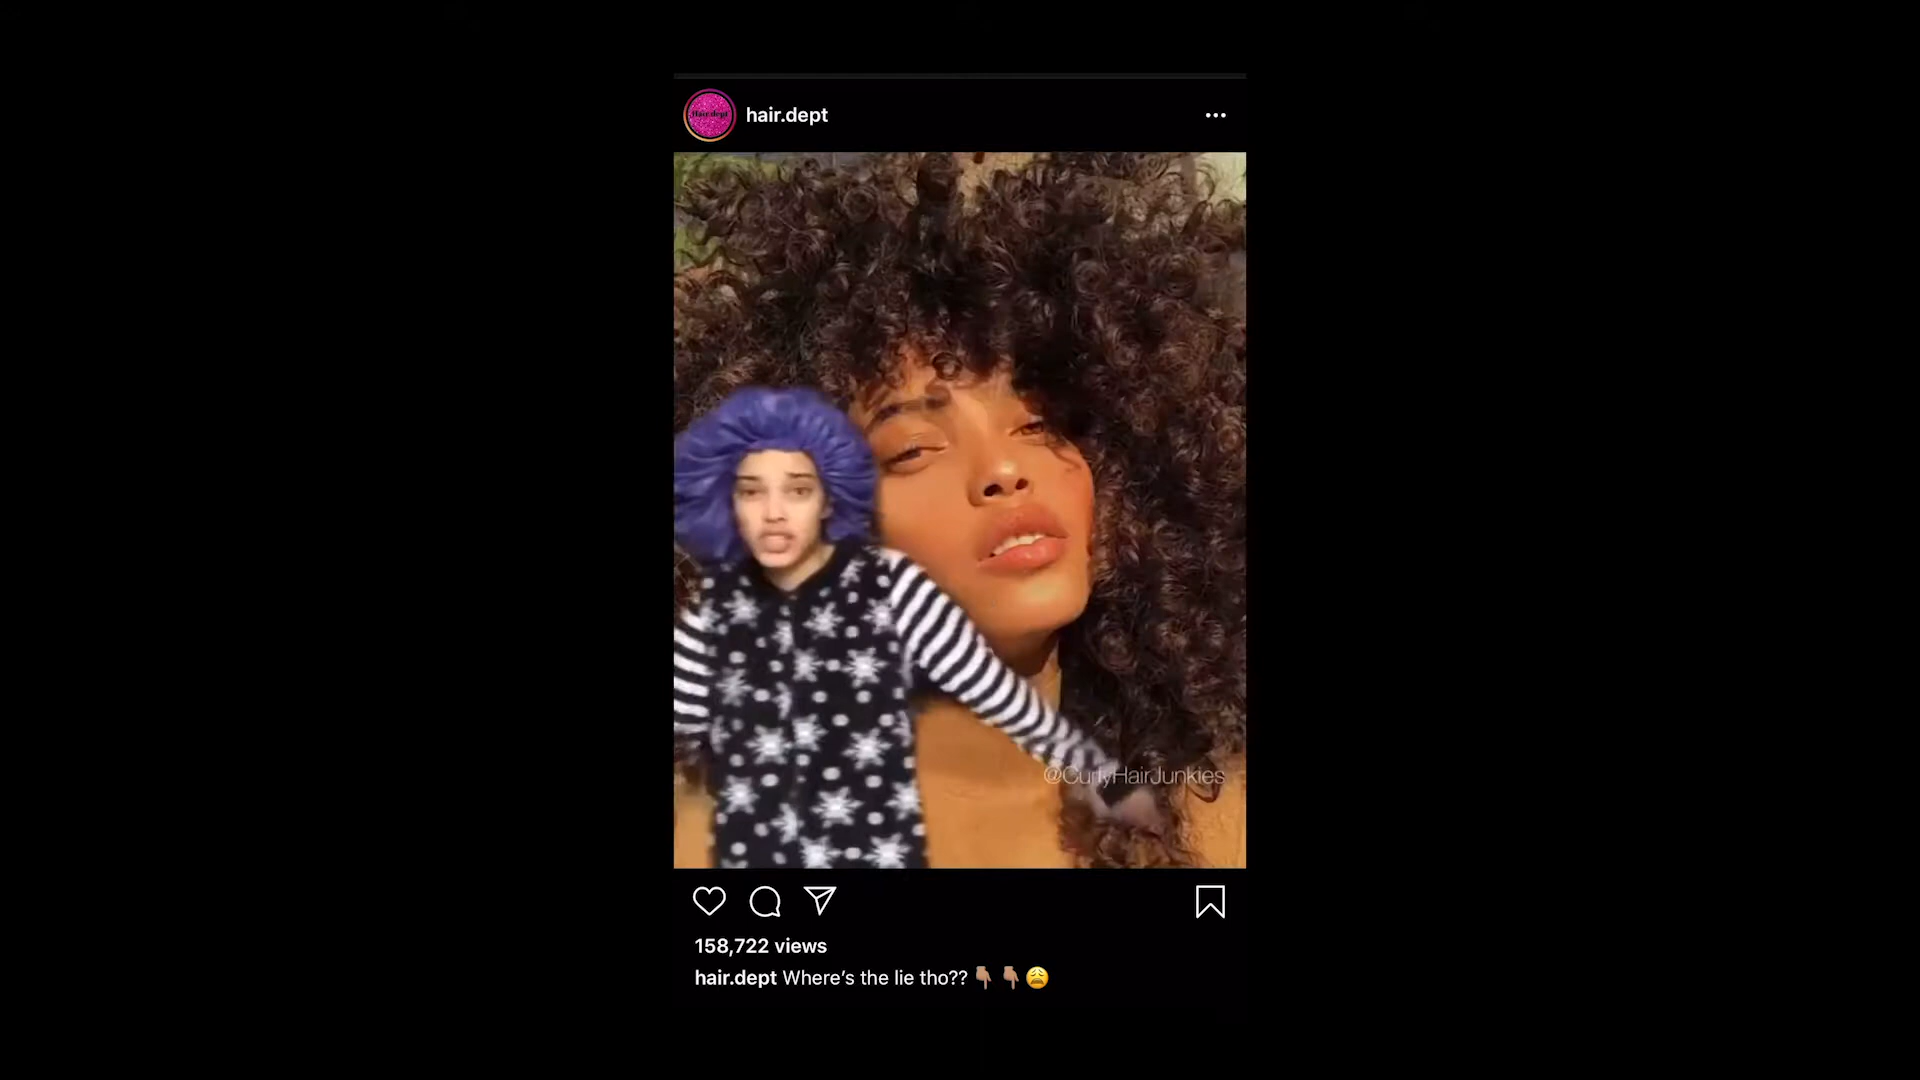 hair.dept
@CurlyHairJunkies
158,722 views
hair.dept Where's the lie tho?? 👇🏽 👇🏽 😩